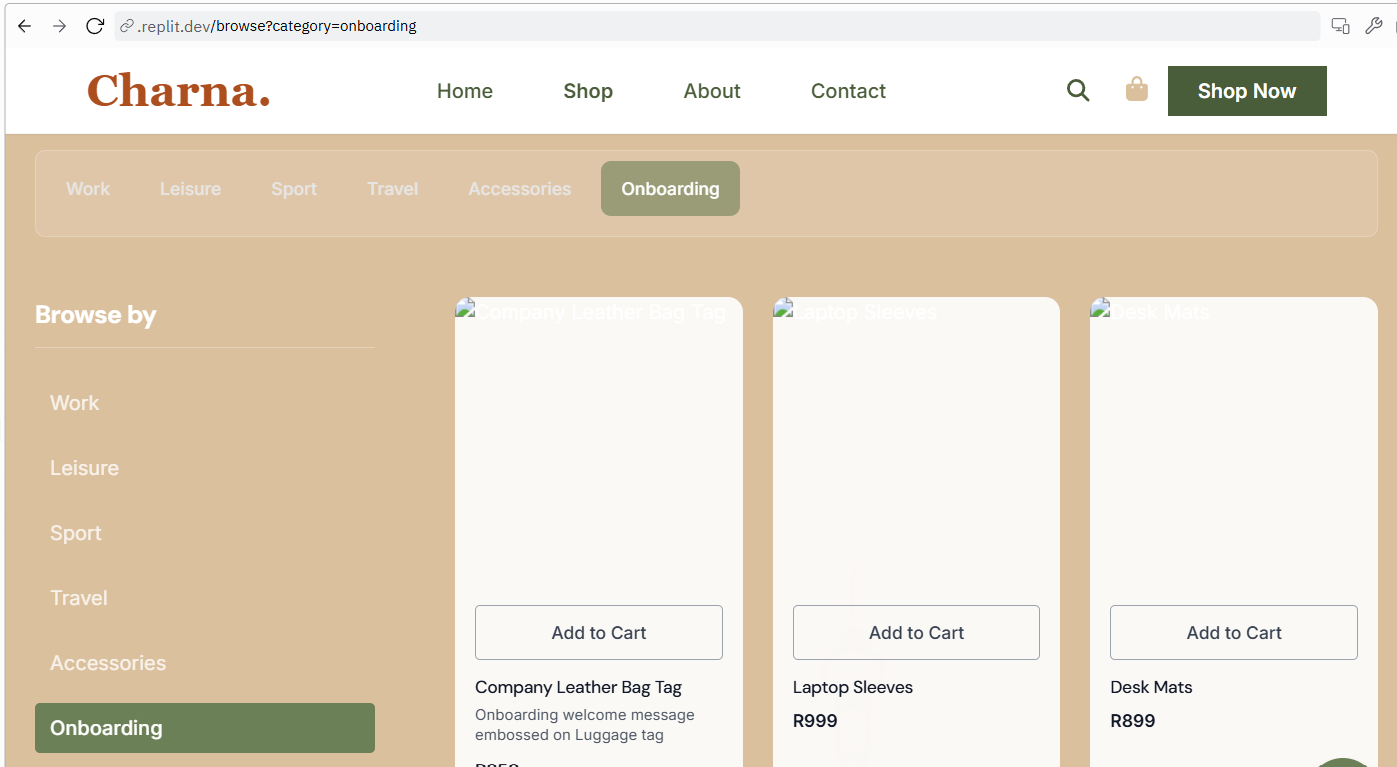 .replit.dev/browse?category=onboarding
Charna.
Home
Shop
About
Contact
Shop Now
Work
Leisure
Sport
Travel
Accessories
Onboarding
Browse by
Work
Leisure
Sport
Travel
Accessories
Onboarding
Company Leather Bag Tag
Laptop Sleeves
Desk Mats
Add to Cart
Add to Cart
Add to Cart
Company Leather Bag Tag
Onboarding welcome message
embossed on Luggage tag
Laptop Sleeves
R999
Desk Mats
R899